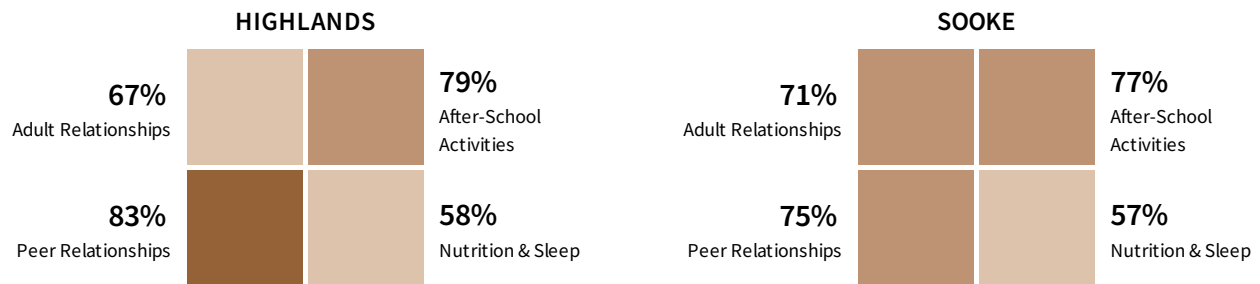 HIGHLANDS
67%
Adult Relationships
79%
After-School
Activities
83%
Peer Relationships
58%
Nutrition & Sleep
SOOKE
71%
Adult Relationships
77%
After-School
Activities
75%
Peer Relationships
57%
Nutrition & Sleep